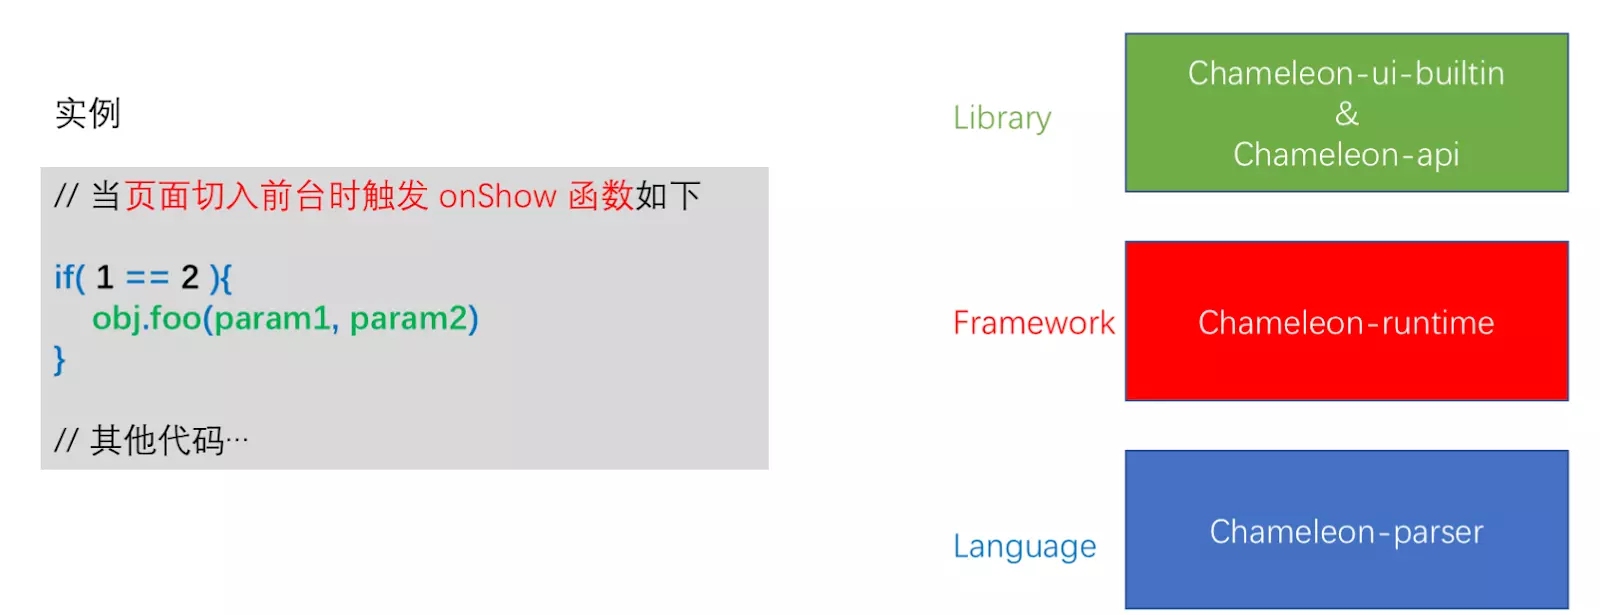 实例
// 当页面切入前台时触发 onShow 函数如下
if( 1 == 2 ){
obj.foo(param1, param2)
}
// 其他代码…
Library
Chameleon-ui-builtin
&
Chameleon-api
Framework
Chameleon-runtime
Language
Chameleon-parser